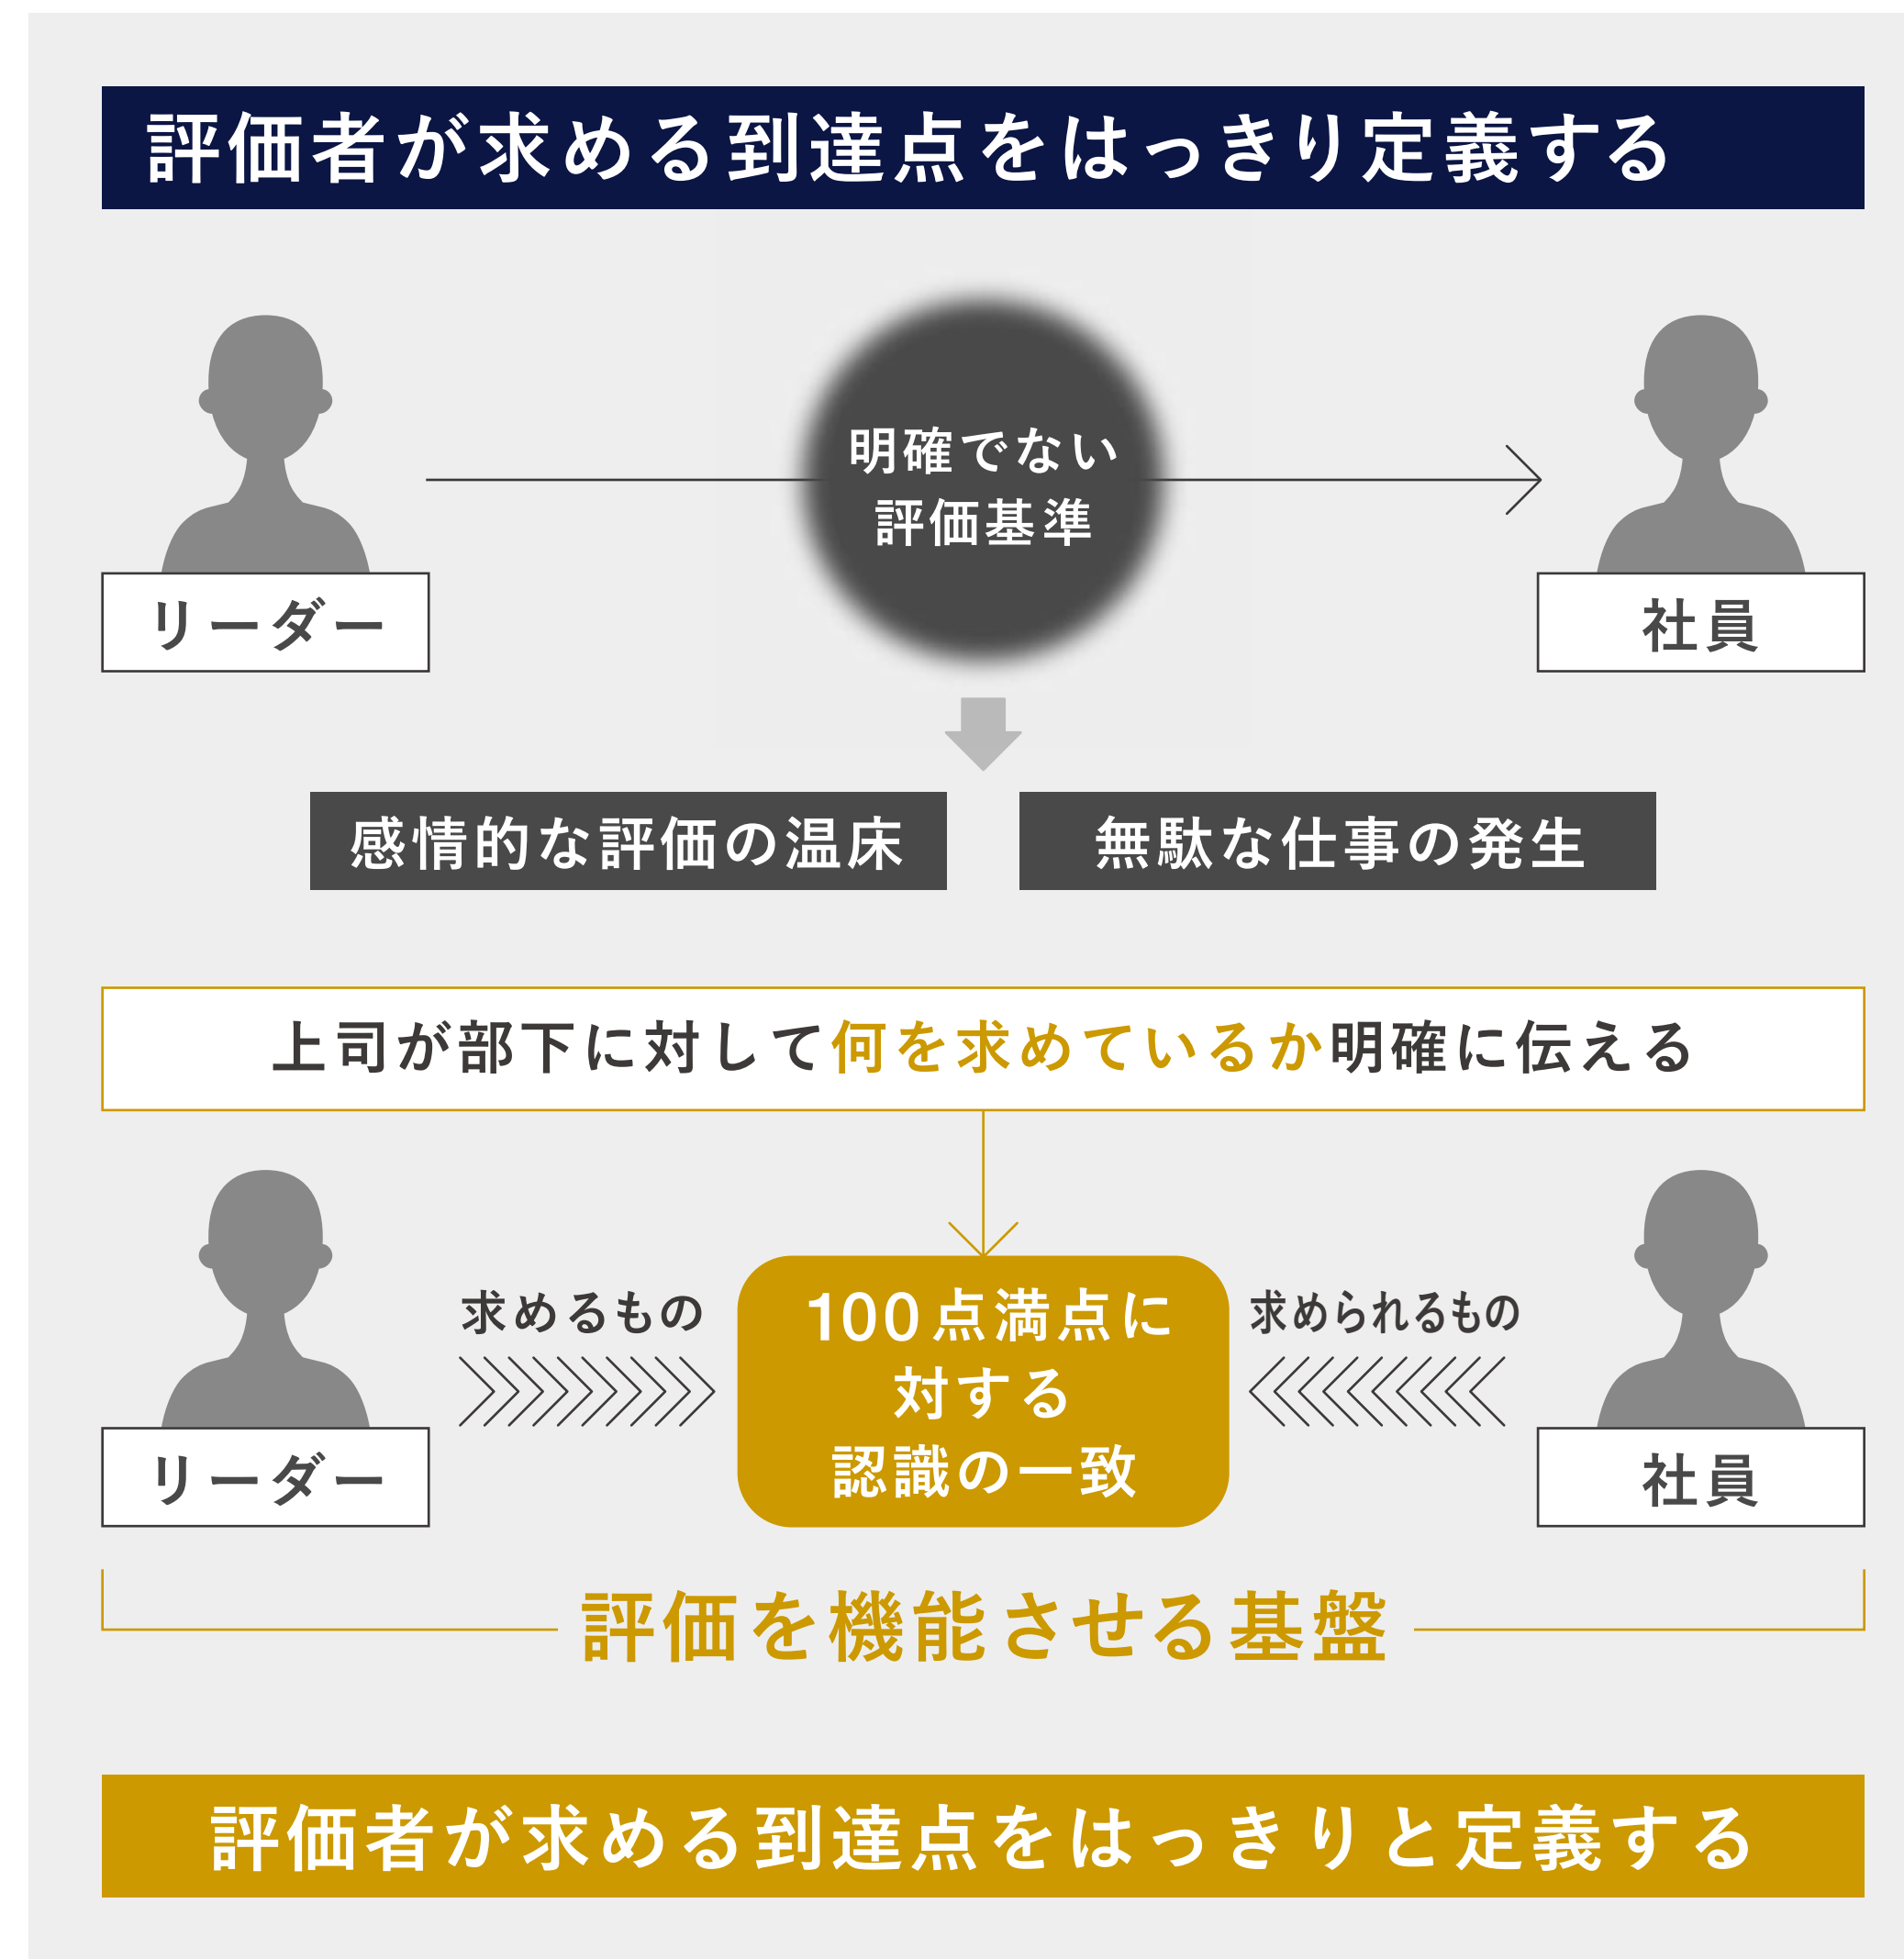 評価者が求める到達点をはっきり定義する
明確でない
評価基準
リーダー
社員
感情的な評価の温床
無駄な仕事の発生
上司が部下に対して何を求めているか明確に伝える
求めるもの
100点満点に
対する
認識の一致
求められるもの
リーダー
社員
評価を機能させる基盤
評価者が求める到達点をはっきりと定義する